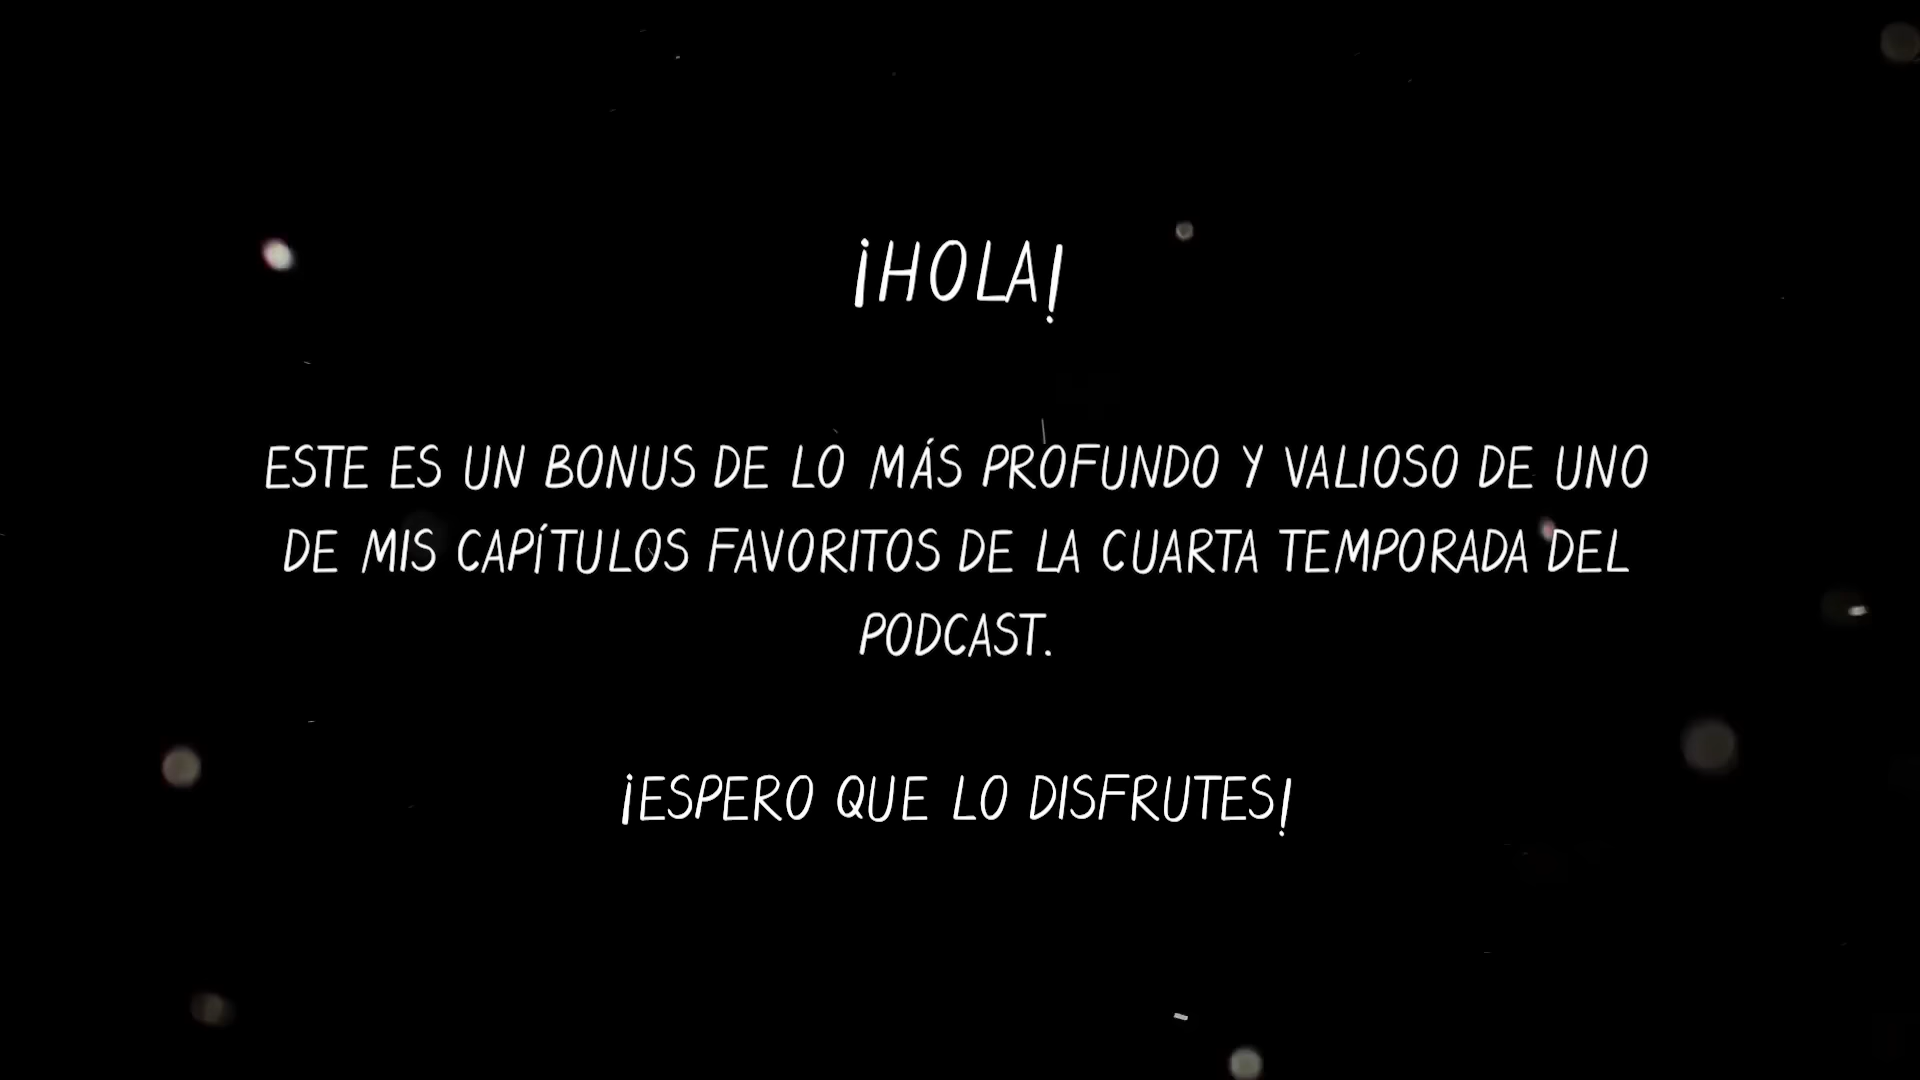 ¡HOLA!
ESTE ES UN BONUS DE LO MÁS PROFUNDO Y VALIOSO DE UNO
DE MIS CAPÍTULOS FAVORITOS DE LA CUARTA TEMPORADA DEL
PODCAST.
¡ESPERO QUE LO DISFRUTES!